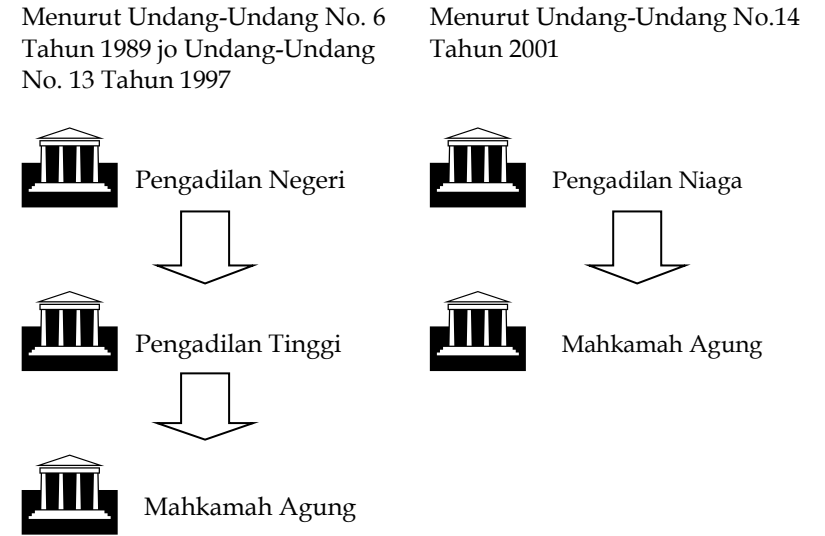 Menurut Undang-Undang No. 6
Tahun 1989 jo Undang-Undang
No. 13 Tahun 1997
Pengadilan Negeri
Pengadilan Tinggi
Mahkamah Agung
Menurut Undang-Undang No.14
Tahun 2001
Pengadilan Niaga
Mahkamah Agung